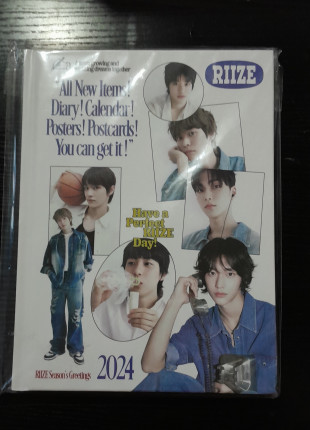 RIIZE
"All New Items!
Diary! Calendar!
Posters! Postcards!
You can get it!"
Have a
Perfect
RIIZE
Day!
RIIZE Season's Greetings
2024